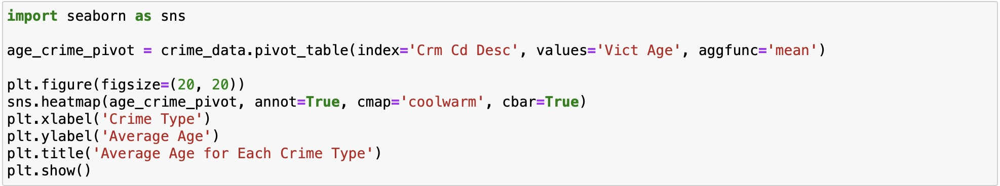 import seaborn as sns
age_crime_pivot = crime_data.pivot_table(index='Crm Cd Desc', values='Vict Age', aggfunc='mean')
plt.figure(figsize=(20, 20))
sns.heatmap(age_crime_pivot, annot=True, cmap='coolwarm', cbar=True)
plt.xlabel('Crime Type')
plt.ylabel('Average Age')
plt.title('Average Age for Each Crime Type')
plt.show()